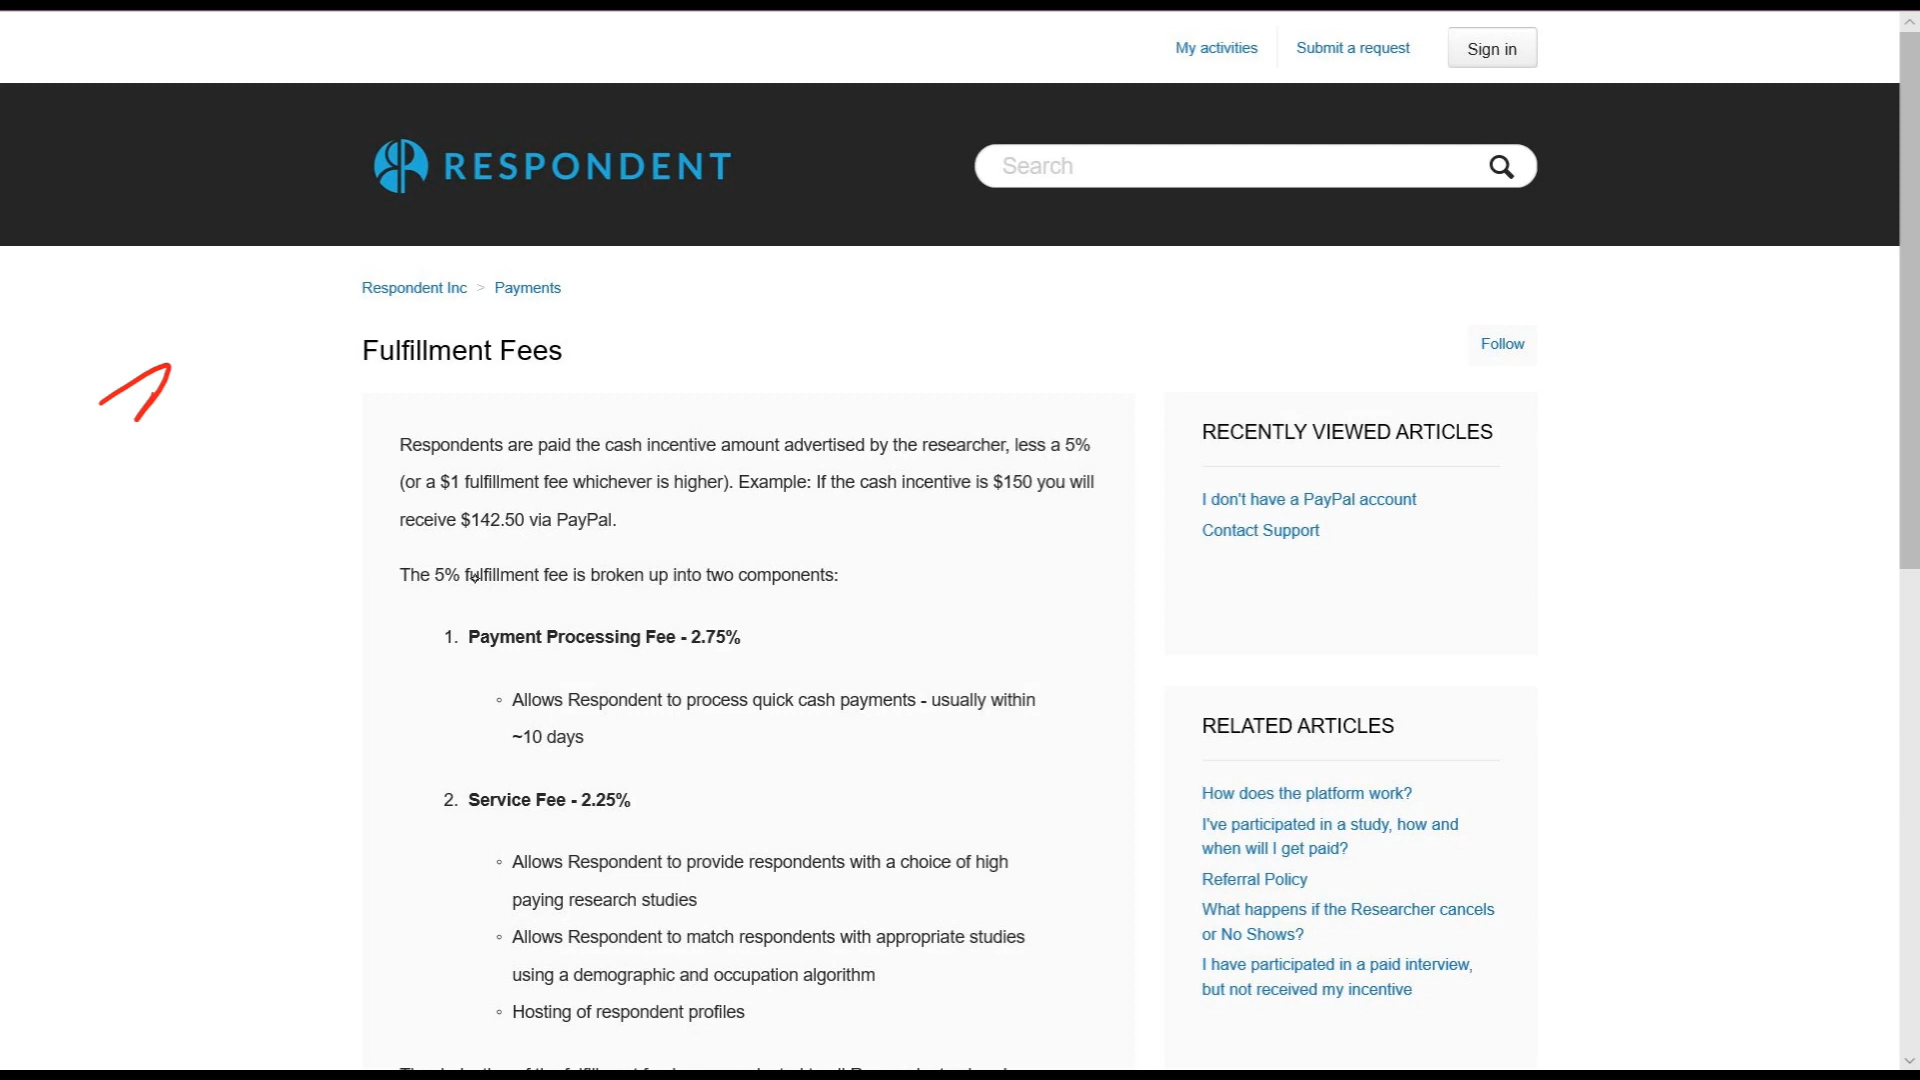 My activities
Submit a request
Sign in
RESPONDENT
Search
Respondent Inc > Payments
Fulfillment Fees
Follow
Respondents are paid the cash incentive amount advertised by the researcher, less a 5%
(or a $1 fulfillment fee whichever is higher). Example: If the cash incentive is $150 you will
receive $142.50 via PayPal.
The 5% fulfillment fee is broken up into two components:
1. Payment Processing Fee - 2.75%
◦ Allows Respondent to process quick cash payments - usually within
~10 days
2. Service Fee - 2.25%
◦ Allows Respondent to provide respondents with a choice of high
paying research studies
◦ Allows Respondent to match respondents with appropriate studies
using a demographic and occupation algorithm
◦ Hosting of respondent profiles
RECENTLY VIEWED ARTICLES
I don't have a PayPal account
Contact Support
RELATED ARTICLES
How does the platform work?
I've participated in a study, how and
when will I get paid?
Referral Policy
What happens if the Researcher cancels
or No Shows?
I have participated in a paid interview,
but not received my incentive